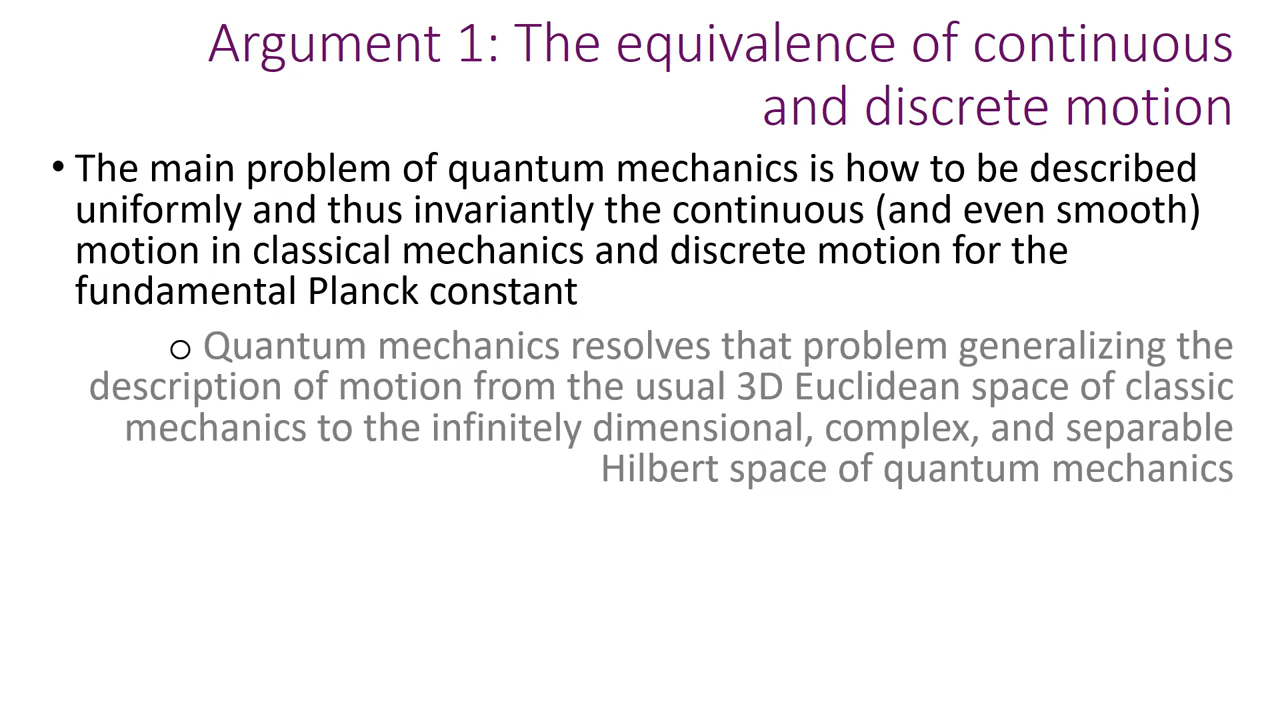 Argument 1: The equivalence of continuous
and discrete motion
• The main problem of quantum mechanics is how to be described
uniformly and thus invariantly the continuous (and even smooth)
motion in classical mechanics and discrete motion for the
fundamental Planck constant
o Quantum mechanics resolves that problem generalizing the
description of motion from the usual 3D Euclidean space of classic
mechanics to the infinitely dimensional, complex, and separable
Hilbert space of quantum mechanics